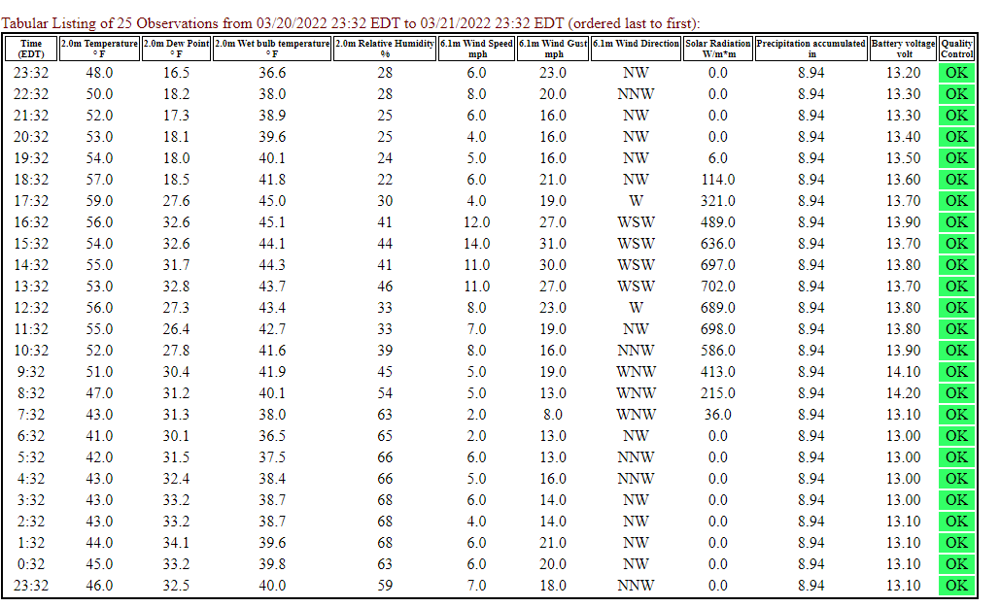 Tabular Listing of 25 Observations from 03/20/2022 23:32 EDT to 03/21/2022 23:32 EDT (ordered last to first):
Time (EDT) 2.0m Temperature ° F 2.0m Dew Point ° F 2.0m Wet bulb temperature ° F 2.0m Relative Humidity % 6.1m Wind Speed mph 6.1m Wind Gust mph 6.1m Wind Direction Solar Radiation W/m*m Precipitation accumulated in Battery voltage volt Quality Control
23:32 48.0 16.5 36.6 28 6.0 23.0 NW 0.0 8.94 13.20 OK
22:32 50.0 18.2 38.0 28 8.0 20.0 NNW 0.0 8.94 13.30 OK
21:32 52.0 17.3 38.9 25 6.0 16.0 NW 0.0 8.94 13.30 OK
20:32 53.0 18.1 39.6 25 4.0 16.0 NW 0.0 8.94 13.40 OK
19:32 54.0 18.0 40.1 24 5.0 16.0 NW 6.0 8.94 13.50 OK
18:32 57.0 18.5 41.8 22 6.0 21.0 NW 114.0 8.94 13.60 OK
17:32 59.0 27.6 45.0 30 4.0 19.0 W 321.0 8.94 13.70 OK
16:32 56.0 32.6 45.1 41 12.0 27.0 WSW 489.0 8.94 13.90 OK
15:32 54.0 32.6 44.1 44 14.0 31.0 WSW 636.0 8.94 13.70 OK
14:32 55.0 31.7 44.3 41 11.0 30.0 WSW 697.0 8.94 13.80 OK
13:32 53.0 32.8 43.7 46 11.0 27.0 WSW 702.0 8.94 13.70 OK
12:32 56.0 27.3 43.4 33 8.0 23.0 W 689.0 8.94 13.80 OK
11:32 55.0 26.4 42.7 33 7.0 19.0 NW 698.0 8.94 13.80 OK
10:32 52.0 27.8 41.6 39 8.0 16.0 NNW 586.0 8.94 13.90 OK
9:32 51.0 30.4 41.9 45 5.0 19.0 WNW 413.0 8.94 14.10 OK
8:32 47.0 31.2 40.1 54 5.0 13.0 WNW 215.0 8.94 14.20 OK
7:32 43.0 31.3 38.0 63 2.0 8.0 WNW 36.0 8.94 13.10 OK
6:32 41.0 30.1 36.5 65 2.0 13.0 NW 0.0 8.94 13.00 OK
5:32 42.0 31.5 37.5 66 6.0 13.0 NNW 0.0 8.94 13.00 OK
4:32 43.0 32.4 38.4 66 5.0 16.0 NNW 0.0 8.94 13.00 OK
3:32 43.0 33.2 38.7 68 6.0 14.0 NW 0.0 8.94 13.00 OK
2:32 43.0 33.2 38.7 68 4.0 14.0 NW 0.0 8.94 13.10 OK
1:32 44.0 34.1 39.6 68 6.0 21.0 NW 0.0 8.94 13.10 OK
0:32 45.0 33.2 39.8 63 6.0 20.0 NW 0.0 8.94 13.10 OK
23:32 46.0 32.5 40.0 59 7.0 18.0 NNW 0.0 8.94 13.10 OK